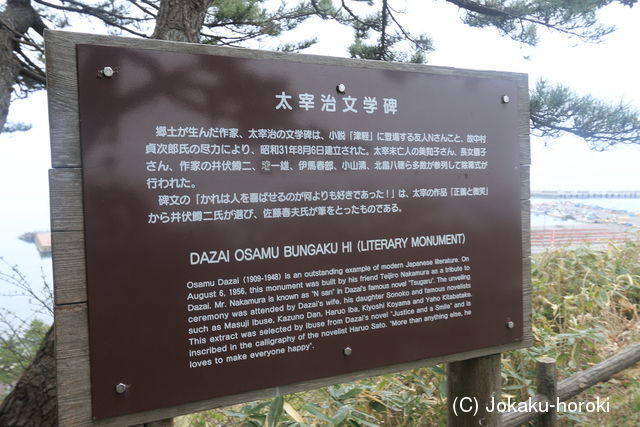 太宰治文学碑
郷土が生んだ作家、太宰治の文学碑は、小説「津軽」に登場する友人Nさんこと、故中村
貞次郎氏の尽力により、昭和31年8月6日建立された。太宰未亡人の美知子さん、長女園子
さん、作家の井伏鱒二、檀一雄、伊馬春部、小山清、北畠八穂ら多数が参列して除幕式が
行われた。
碑文の「かれは人を喜ばせるのが何よりも好きであった!」は、太宰の作品「正義と微笑」
から井伏鱒二氏が選び、佐藤春夫氏が筆をとったものである。
DAZAI OSAMU BUNGAKU HI (LITERARY MONUMENT)
Osamu Dazai (1909-1948) is an outstanding example of modern Japanese literature. On
August 6, 1956, this monument was built by his friend Teijiro Nakamura as a tribute to
Dazai. Mr. Nakamura is known as "N san" in Dazai's famous novel "Tsugaru". The unveiling
ceremony was attended by Dazai's wife, his daughter Sonoko and famous novelists
such as Masuji Ibuse, Kazuno Dan, Haruo Iba, Kiyoshi Koyama and Yaho Kitabatake.
This extract was selected by Ibuse from Dazai's novel "Justice and a Smile" and is
inscribed in the calligraphy of the novelist Haruo Sato. "More than anything else, he
loves to make everyone happy".
(C) Jokaku-horoki